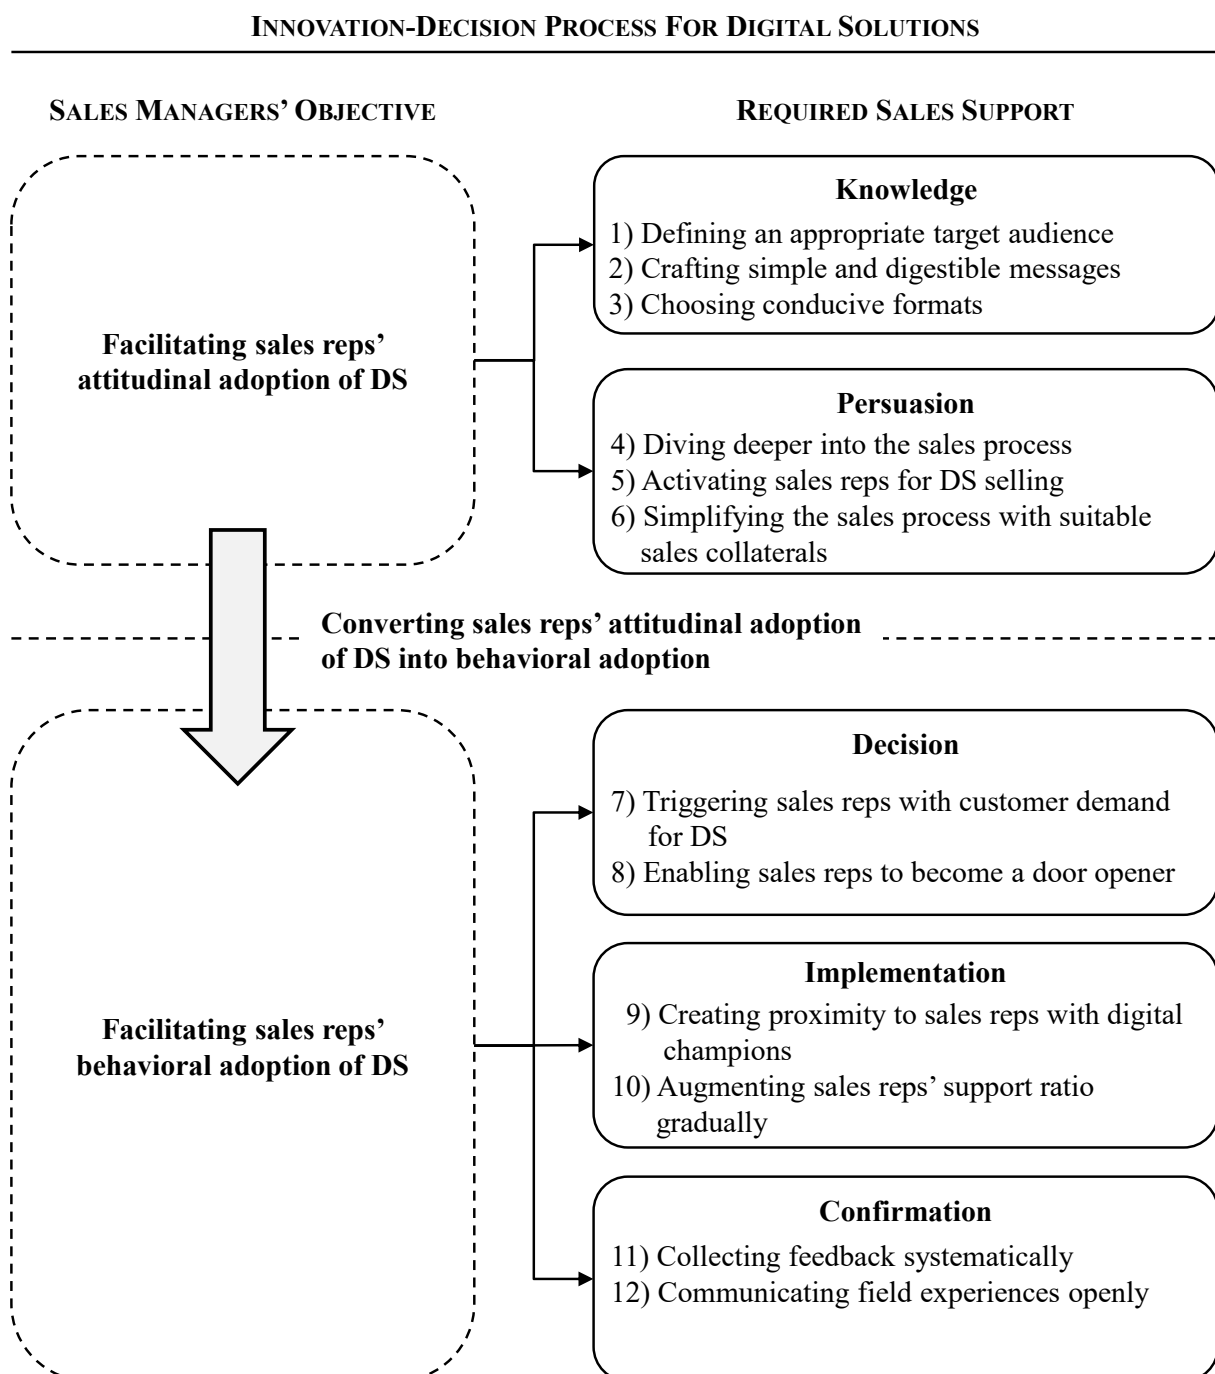 INNOVATION-DECISION PROCESS FOR DIGITAL SOLUTIONS
SALES MANAGERS’ OBJECTIVE
REQUIRED SALES SUPPORT
Facilitating sales reps’
attitudinal adoption of DS
Knowledge
1) Defining an appropriate target audience
2) Crafting simple and digestible messages
3) Choosing conducive formats
Persuasion
4) Diving deeper into the sales process
5) Activating sales reps for DS selling
6) Simplifying the sales process with suitable
sales collaterals
Converting sales reps’ attitudinal adoption
of DS into behavioral adoption
Facilitating sales reps’
behavioral adoption of DS
Decision
7) Triggering sales reps with customer demand
for DS
8) Enabling sales reps to become a door opener
Implementation
9) Creating proximity to sales reps with digital
champions
10) Augmenting sales reps’ support ratio
gradually
Confirmation
11) Collecting feedback systematically
12) Communicating field experiences openly